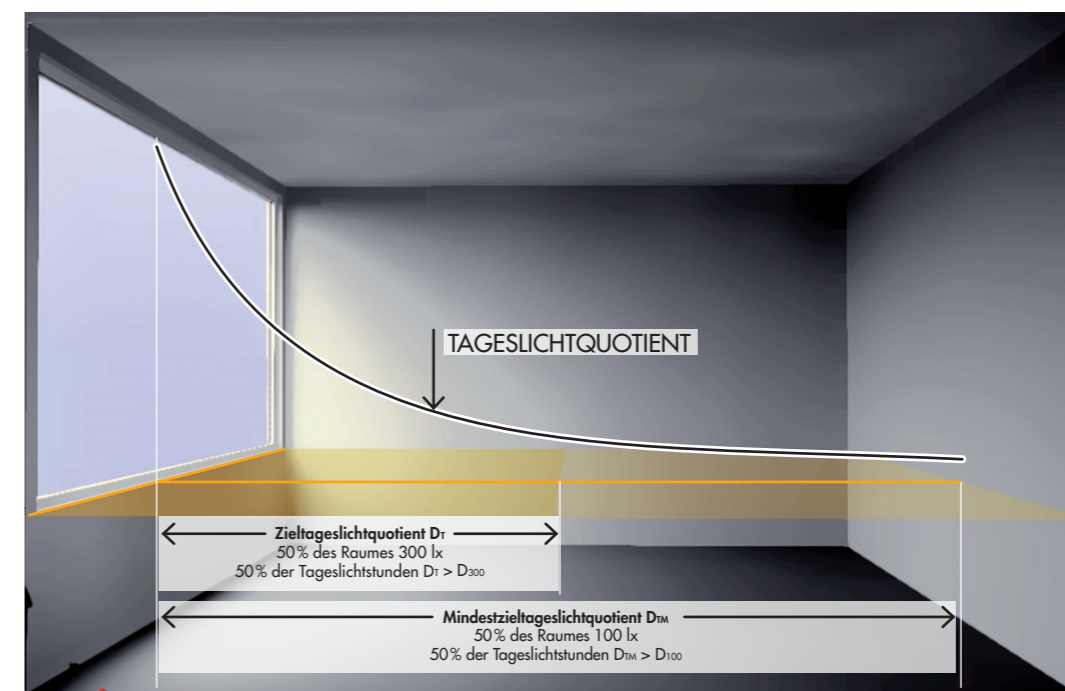 TAGESLICHTQUOTIENT
Zieltageslichtquotient DT
50% des Raumes 300 lx
50% der Tageslichtstunden DT > D300
Mindestzieltageslichtquotient DTM
50% des Raumes 100 lx
50% der Tageslichtstunden DTM > D100